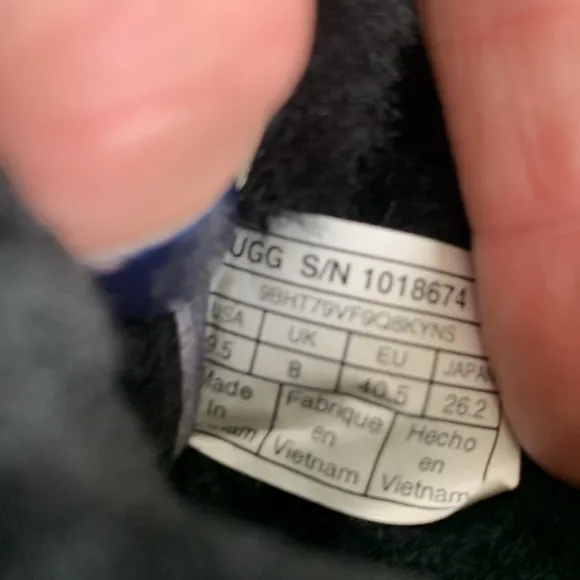 UGG S/N 1018674
9BHT79VF9Q8KYNS
USA UK EU JAPAN
9.5 8 40.5 26.2
Made Fabrique Hecho
In en en
Vietnam Vietnam